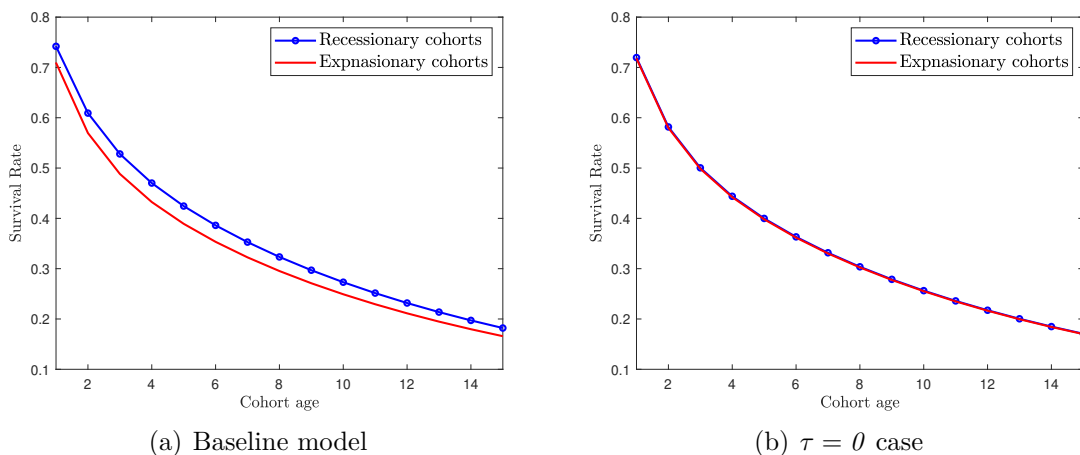 0.8
0.7
0.6
0.5
0.4
0.3
0.2
0.1
Survival Rate
Recessionary cohorts
Expnasionary cohorts
2 4 6 8 10 12 14
Cohort age
(a) Baseline model
0.8
0.7
0.6
0.5
0.4
0.3
0.2
0.1
Survival Rate
Recessionary cohorts
Expnasionary cohorts
2 4 6 8 10 12 14
Cohort age
(b) τ = 0 case